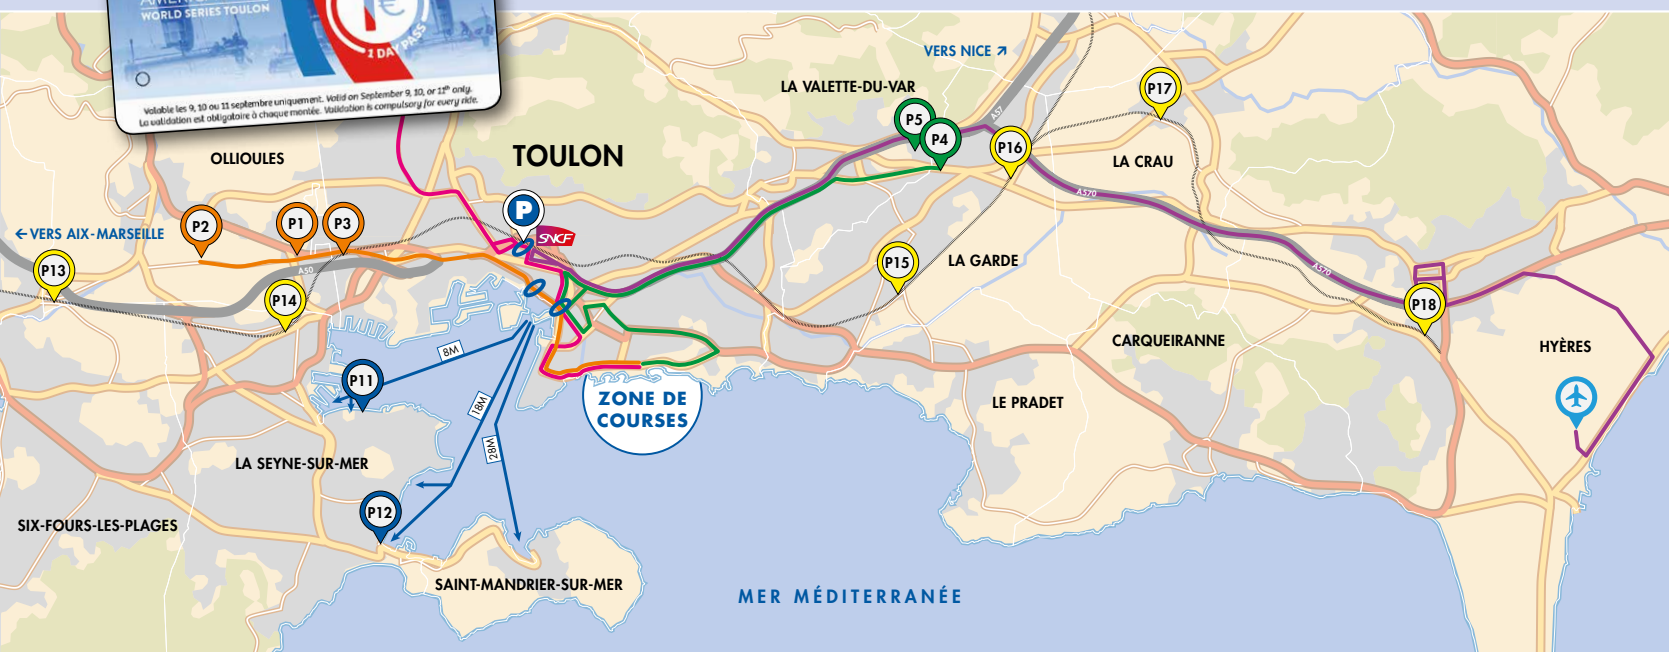 WORLD SERIES TOULON
1 DAY PASS
Valable les 9, 10 ou 11 septembre uniquement. Valid on September 9, 10, or 11th only.
La validation est obligatoire à chaque montée. Validation is compulsory for every ride.
VERS NICE
LA VALETTE-DU-VAR
P17
A57
P5
P4
P16
OLLIOULES
TOULON
LA CRAU
A570
P
SNCF
P2
P1
P3
VERS AIX-MARSEILLE
P13
A50
P14
P15
LA GARDE
A570
P18
CARQUEIRANNE
HYÈRES
8M
P11
18M
28M
ZONE DE
COURSES
LE PRADET
LA SEYNE-SUR-MER
P12
SIX-FOURS-LES-PLAGES
SAINT-MANDRIER-SUR-MER
MER MÉDITERRANÉE